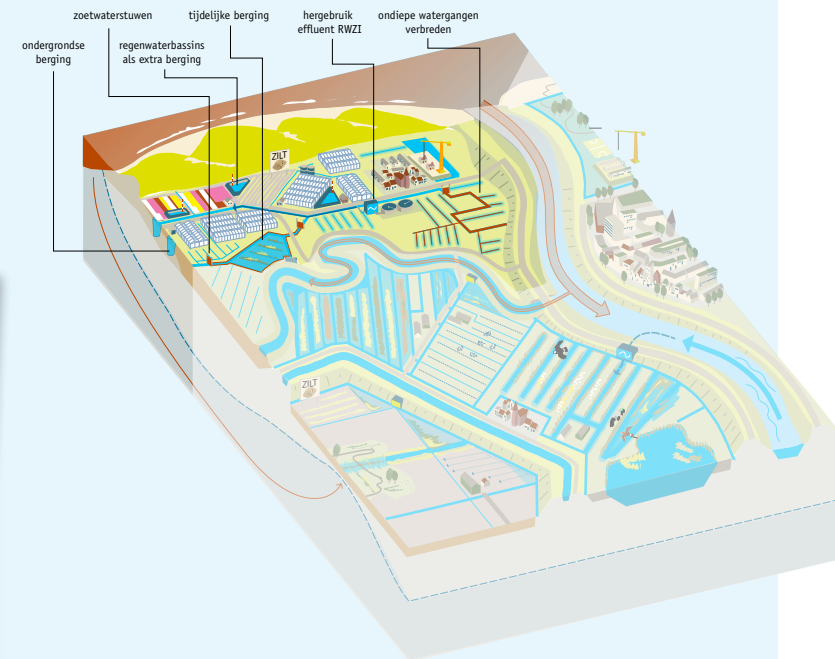 zoetwaterstuwen
tijdelijke berging
hergebruik
effluent RWZI
ondiepe watergangen
verbreden
ondergrondse
berging
regenwaterbassins
als extra berging
ZILT
ZILT